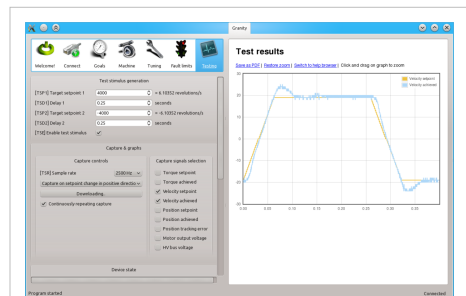 Granity
Welcome!
Connect
Goals
Machine
Tuning
Fault limits
Testing
Test stimulus generation
[TSP1] Target setpoint 1 4000 = 6.10352 revolutions/s
[TSD1] Delay 1 0.25 seconds
[TSP2] Target setpoint 2 -4000 = -6.10352 revolutions/s
[TSD2] Delay 2 0.25 seconds
[TSE] Enable test stimulus
Capture & graphs
Capture controls
[TSR] Sample rate 2500 Hz
Capture on setpoint change in positive directio
Downloading...
Continuously repeating capture
Capture signals selection
Torque setpoint
Torque achieved
Velocity setpoint
Velocity achieved
Position setpoint
Position achieved
Position tracking error
Motor output voltage
HV bus voltage
Device state
Program started
Test results
Save as PDF | Restore zoom | Switch to help browser | Click and drag on graph to zoom
Velocity setpoint
Velocity achieved
Connected